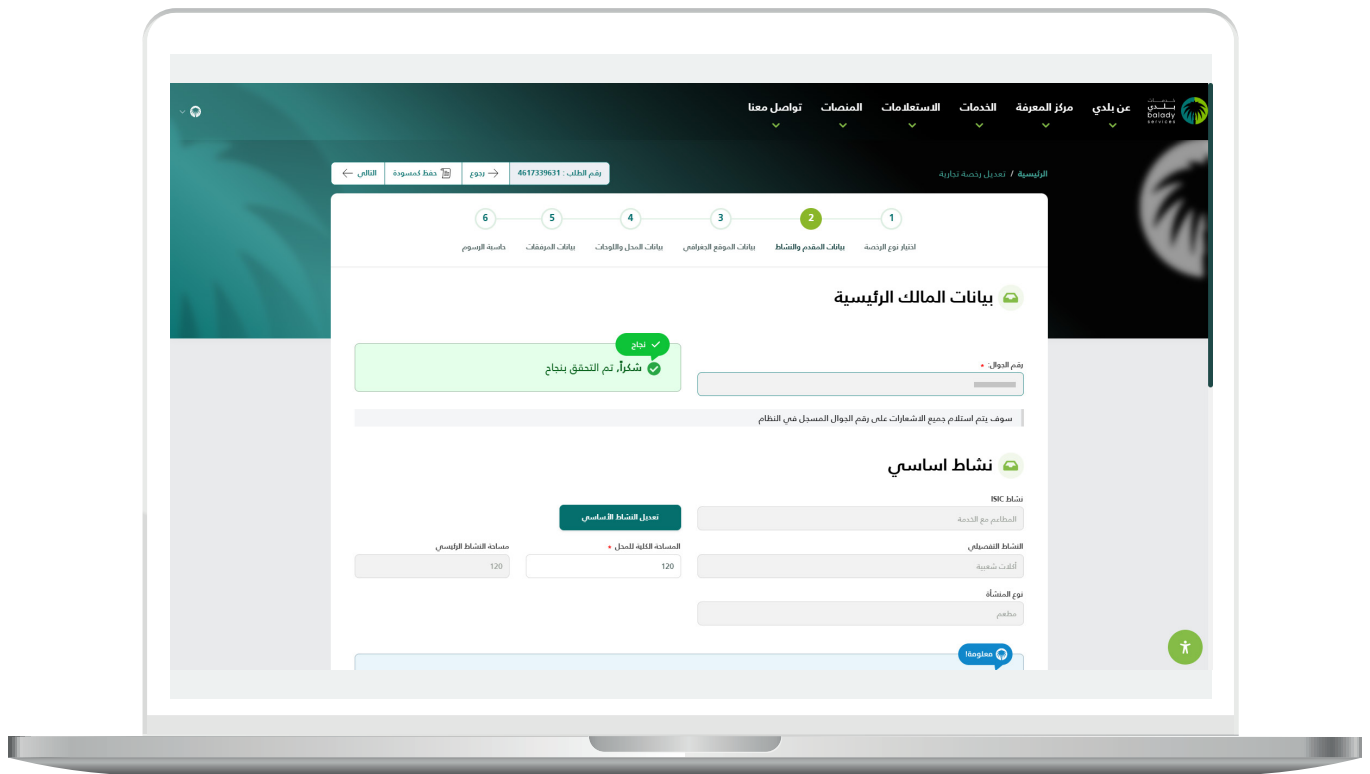 خدمات
بلدي
balady
services
عن بلدي
مركز المعرفة
الخدمات
الاستعلامات
المنصات
تواصل معنا
الرئيسية / تعديل رخصة تجارية
رقم الطلب : 4617339631
رجوع
حفظ كمسودة
التالي
1
2
3
4
5
6
اختيار نوع الرخصة
بيانات المقدم والنشاط
بيانات الموقع الجغرافي
بيانات المحل واللوحات
بيانات المرفقات
حاسبة الرسوم
بيانات المالك الرئيسية
رقم الجوال: •
نجاح
شكراً, تم التحقق بنجاح
سوف يتم استلام جميع الاشعارات على رقم الجوال المسجل في النظام
نشاط اساسي
نشاط ISIC
المطاعم مع الخدمة
تعديل النشاط الأساسي
النشاط التفصيلي
أكلات شعبية
المساحة الكلية للمحل •
120
مساحة النشاط الرئيسي
120
نوع المنشأة
مطعم
معلومة!